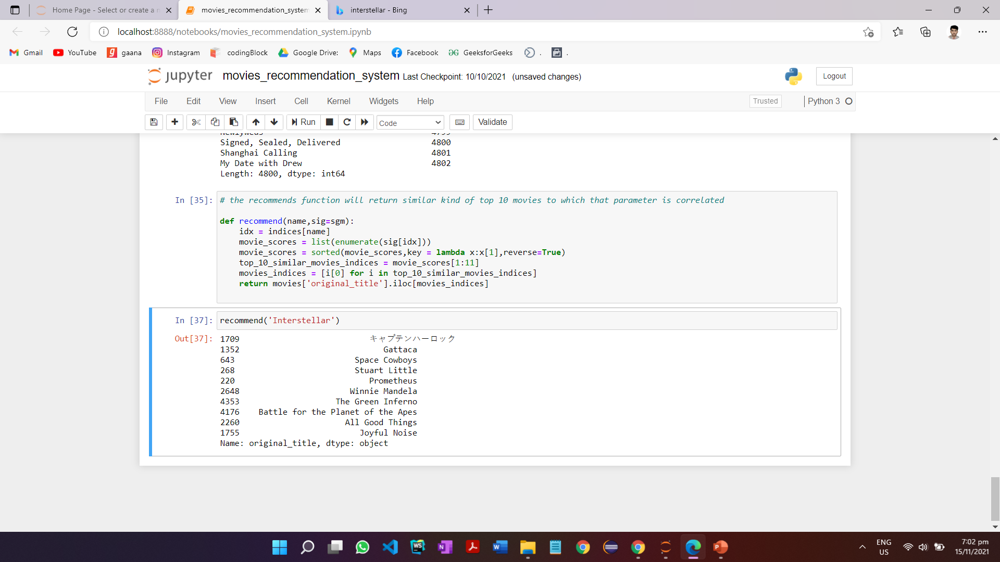 Home Page - Select or create a n
movies_recommendation_system
interstellar - Bing
localhost:8888/notebooks/movies_recommendation_system.ipynb
Gmail YouTube gaana Instagram codingBlock Google Drive: Maps Facebook GeeksforGeeks . .
jupyter movies_recommendation_system Last Checkpoint: 10/10/2021 (unsaved changes)
Logout
File Edit View Insert Cell Kernel Widgets Help
Trusted Python 3
Run Code Validate
Newlyweds 4799
Signed, Sealed, Delivered 4800
Shanghai Calling 4801
My Date with Drew 4802
Length: 4800, dtype: int64
In [35]: # the recommends function will return similar kind of top 10 movies to which that parameter is correlated
def recommend(name,sig=sgm):
    idx = indices[name]
    movie_scores = list(enumerate(sig[idx]))
    movie_scores = sorted(movie_scores,key = lambda x:x[1],reverse=True)
    top_10_similar_movies_indices = movie_scores[1:11]
    movies_indices = [i[0] for i in top_10_similar_movies_indices]
    return movies['original_title'].iloc[movies_indices]
In [37]: recommend('Interstellar')
Out[37]: 1709 キャプテンハーロック
1352 Gattaca
643 Space Cowboys
268 Stuart Little
220 Prometheus
2648 Winnie Mandela
4353 The Green Inferno
4176 Battle for the Planet of the Apes
2260 All Good Things
1755 Joyful Noise
Name: original_title, dtype: object
ENG
US
7:02 pm
15/11/2021